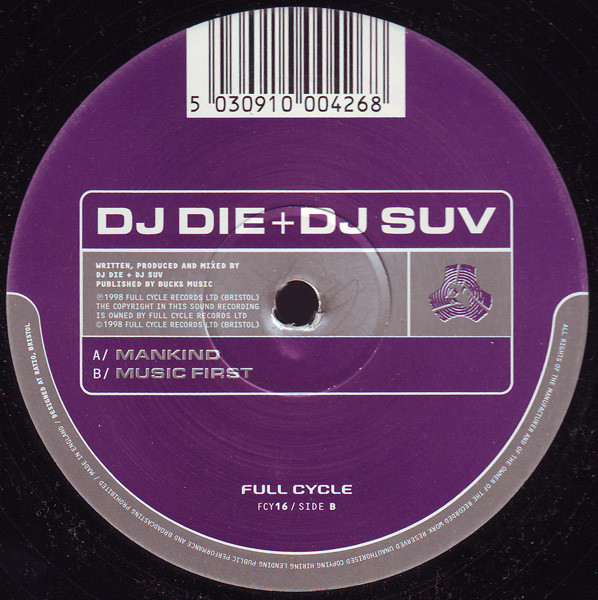 5 030910 004268
DJ DIE+DJ SUV
WRITTEN, PRODUCED AND MIXED BY
DJ DIE + DJ SUV
PUBLISHED BY BUCKS MUSIC
℗1998 FULL CYCLE RECORDS LTD (BRISTOL)
THE COPYRIGHT IN THIS SOUND RECORDING
IS OWNED BY FULL CYCLE RECORDS LTD
©1998 FULL CYCLE RECORDS LTD (BRISTOL)
A/ MANKIND
B/ MUSIC FIRST
FULL CYCLE
FCY16/SIDE B
ALL RIGHTS OF THE MANUFACTURER AND OF THE OWNER OF THE RECORDED WORK RESERVED UNAUTHORISED COPYING HIRING LENDING PUBLIC PERFORMANCE AND BROADCASTING PROHIBITED / MADE IN ENGLAND / DESIGNED AT RATIO, BRISTOL